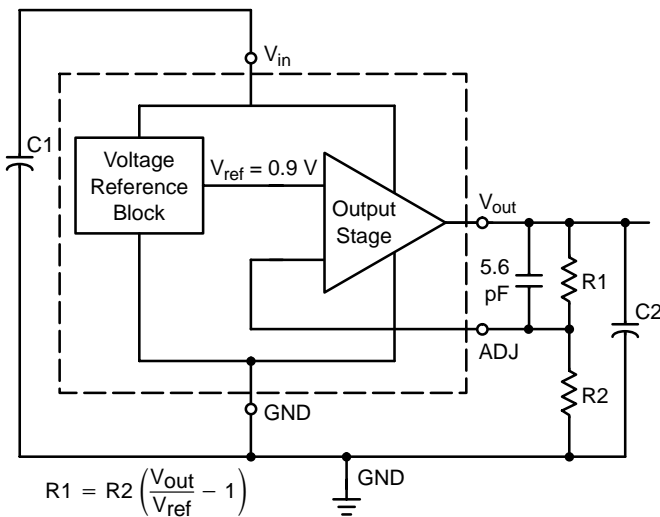 V_in
C1
Voltage
Reference
Block
V_ref = 0.9 V
Output
Stage
V_out
5.6
pF
R1
C2
ADJ
R2
GND
GND
R1 = R2 (V_out/V_ref − 1)